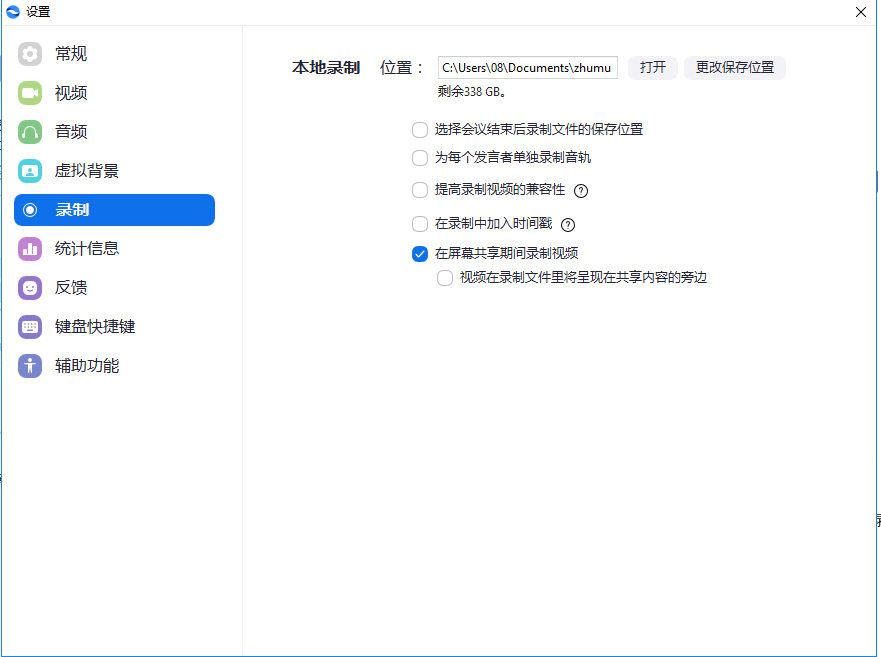 设置
常规
视频
音频
虚拟背景
录制
统计信息
反馈
键盘快捷键
辅助功能
本地录制 位置： C:\Users\08\Documents\zhumu 打开 更改保存位置
剩余338 GB。
选择会议结束后录制文件的保存位置
为每个发言者单独录制音轨
提高录制视频的兼容性 ?
在录制中加入时间戳 ?
在屏幕共享期间录制视频
视频在录制文件里将呈现在共享内容的旁边